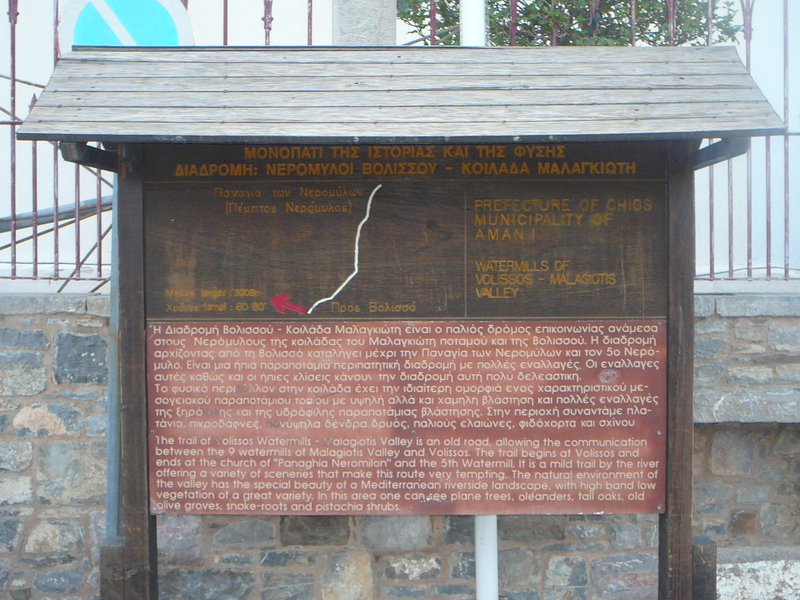 ΜΟΝΟΠΑΤΙ ΤΗΣ ΙΣΤΟΡΙΑΣ ΚΑΙ ΤΗΣ ΦΥΣΗΣ
ΔΙΑΔΡΟΜΗ: ΝΕΡΟΜΥΛΟΙ ΒΟΛΙΣΣΟΥ - ΚΟΙΛΑΔΑ ΜΑΛΑΓΚΙΩΤΗ
Παναγία των Νερομύλων
(Πέμπτος Νερόμυλος)
Προς Βολισσό
PREFECTURE OF CHIOS
MUNICIPALITY OF
AMANI
WATERMILLS OF
VOLISSOS - MALAGIOTIS
VALLEY
Ή Διαδρομή Βολισσού - Κοιλάδα Μαλαγκιώτη είναι ο παλιός δρόμος επικοινωνίας ανάμεσα
στους Νερόμυλους της κοιλάδας του Μαλαγκιώτη ποταμού και της Βολισσού. Η διαδρομή
αρχίζοντας από τη Βολισσό καταλήγει μέχρι την Παναγία των Νερομύλων και τον 5ο Νερό-
μυλο. Είναι μια ήπια παραποτάμια περιπατητική διαδρομή με πολλές εναλλαγές. Οι εναλλαγες
αυτές καθώς και οι ήπιες κλίσεις κάνουν την διαδρομή αυτή πολύ δελεαστική.
Το φυσικό στην κοιλάδα έχει την ιδιαίτερη ομορφιά ενός χαρακτηριστικού με-
σογειακού παραποτάμιου τοπίου με υψηλή αλλά και χαμηλη βλάστηση και πολλές εναλλαγές
της και της υδρόφιλης παραποτάμιας βλάστησης. Στην περιοχή συναντάμε πλα-
τάνια, πικροδάφνες, δένδρα δρυός, παλιούς ελαιώνες, φιδόχορτα και σχίνου
The trail of Volissos Watermills - Malagiotis Valley is an old road, allowing the communication
between the 9 watermills of Malagiotis Valley and Volissos. The trail begins at Volissos and
ends at the church of "Panaghia Neromilon" and the 5th Watermill. It is a mild trail by the river
offering a variety of sceneries that make this route very tempting. The natural environment of
the valley has the special beauty of a Mediterranean riverside landscape, with high band low
vegetation of a great variety. In this area one can see plane trees, oleanders, tall oaks, old
olive groves, snake-roots and pistachia shrubs.